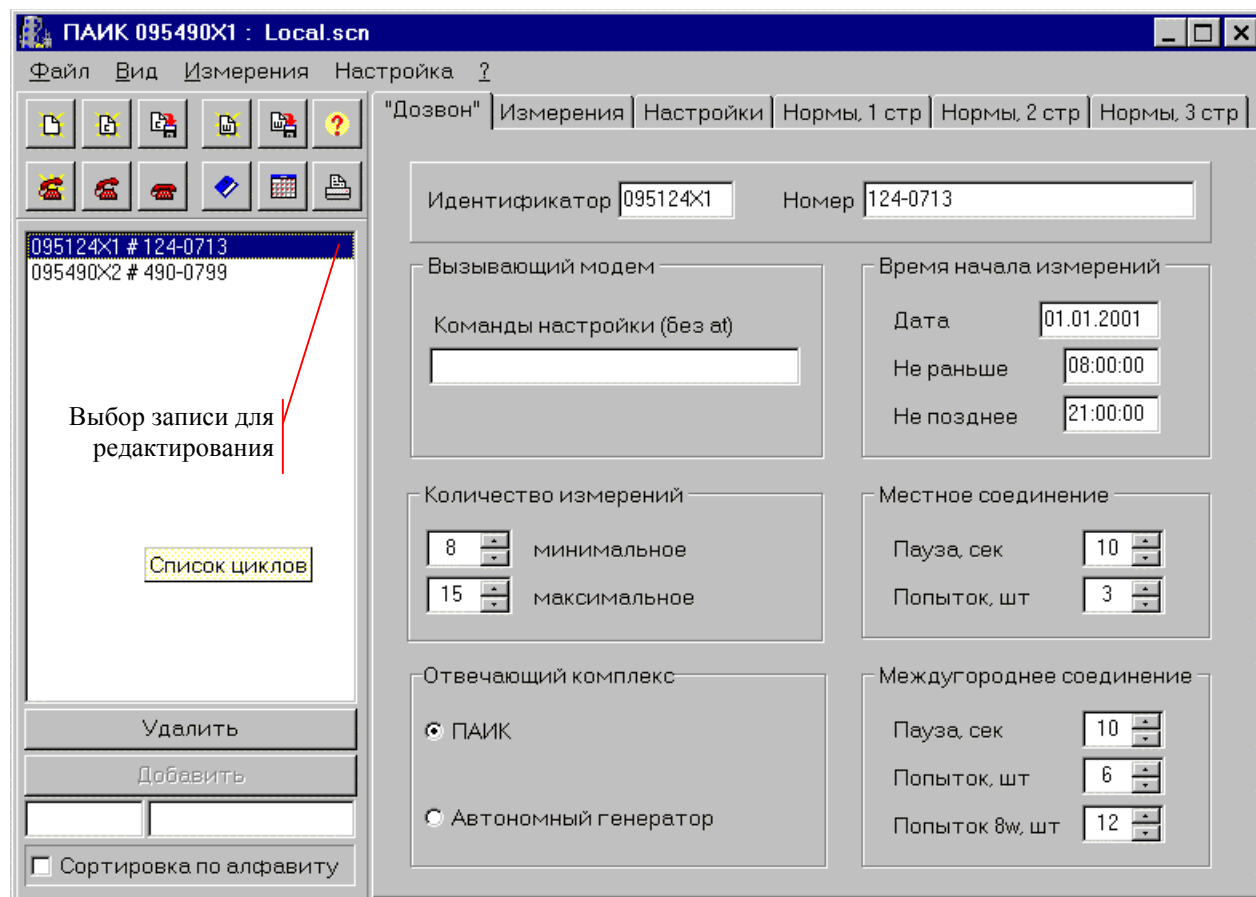 ПАИК 095490X1 : Local.scn
Файл Вид Измерения Настройка ?
"Дозвон" Измерения Настройки Нормы, 1 стр Нормы, 2 стр Нормы, 3 стр
Идентификатор 095124X1 Номер 124-0713
095124X1 # 124-0713
095490X2 # 490-0799
Выбор записи для
редактирования
Список циклов
Удалить
Добавить
Сортировка по алфавиту
Вызывающий модем
Команды настройки (без at)
Время начала измерений
Дата 01.01.2001
Не раньше 08:00:00
Не позднее 21:00:00
Количество измерений
8 минимальное
15 максимальное
Местное соединение
Пауза, сек 10
Попыток, шт 3
Отвечающий комплекс
ПАИК
Автономный генератор
Междугороднее соединение
Пауза, сек 10
Попыток, шт 6
Попыток 8w, шт 12